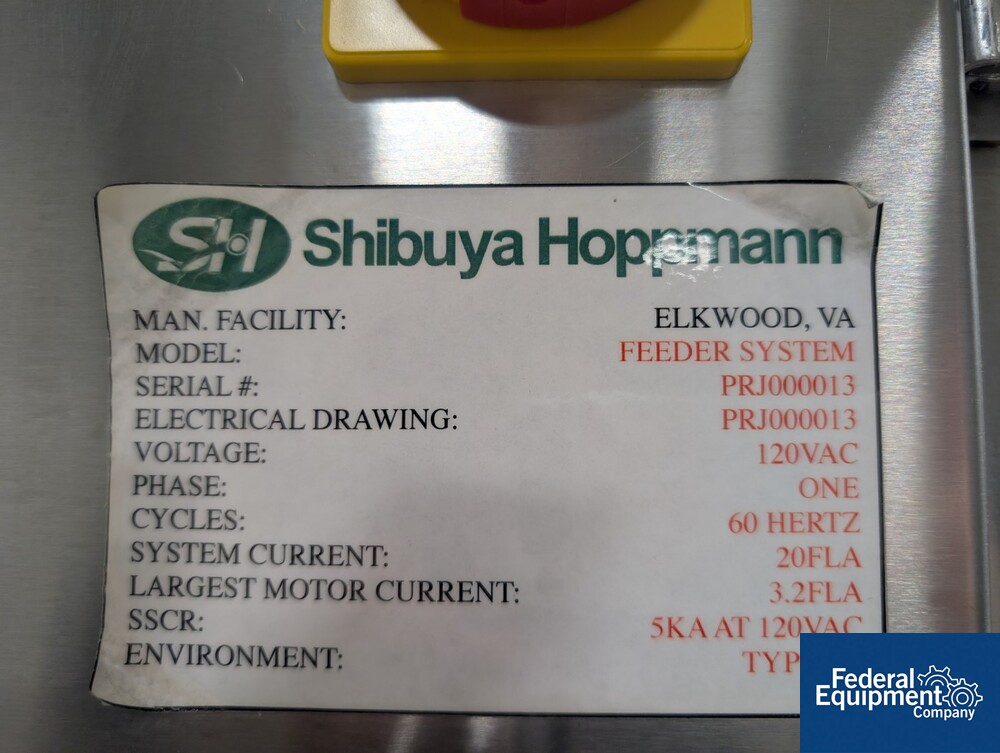 SH Shibuya Hoppmann
MAN. FACILITY: ELKWOOD, VA
MODEL: FEEDER SYSTEM
SERIAL #: PRJ000013
ELECTRICAL DRAWING: PRJ000013
VOLTAGE: 120VAC
PHASE: ONE
CYCLES: 60 HERTZ
SYSTEM CURRENT: 20FLA
LARGEST MOTOR CURRENT: 3.2FLA
SSCR: 5KA AT 120VAC
ENVIRONMENT:
Federal
Equipment
Company